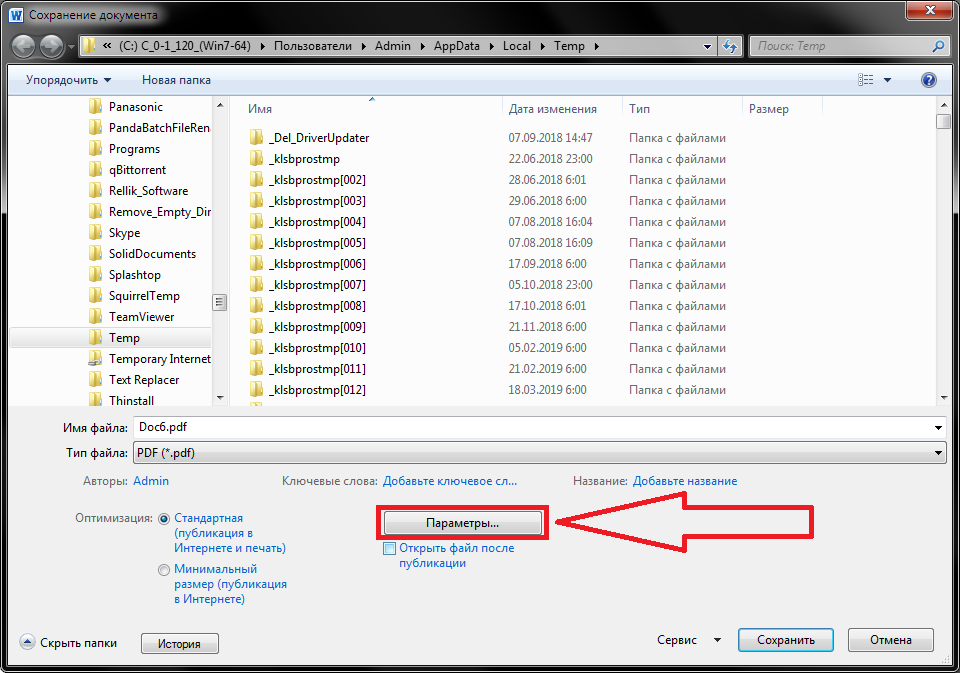 Сохранение документа
« (C:) C_0-1_120_(Win7-64) Пользователи Admin AppData Local Temp
Поиск: Temp
Упорядочить Новая папка
Имя Дата изменения Тип Размер
Panasonic
PandaBatchFileRen
Programs
qBittorrent
Rellik_Software
Remove_Empty_Dir
Skype
SolidDocuments
Splashtop
SquirrelTemp
TeamViewer
Temp
Temporary Internet
Text Replacer
Thinstall
_Del_DriverUpdater 07.09.2018 14:47 Папка с файлами
_klsbprostmp 22.06.2018 23:00 Папка с файлами
_klsbprostmp[002] 28.06.2018 6:01 Папка с файлами
_klsbprostmp[003] 29.06.2018 6:00 Папка с файлами
_klsbprostmp[004] 07.08.2018 16:04 Папка с файлами
_klsbprostmp[005] 07.08.2018 16:09 Папка с файлами
_klsbprostmp[006] 17.09.2018 6:00 Папка с файлами
_klsbprostmp[007] 05.10.2018 23:00 Папка с файлами
_klsbprostmp[008] 17.10.2018 6:01 Папка с файлами
_klsbprostmp[009] 21.11.2018 6:00 Папка с файлами
_klsbprostmp[010] 05.02.2019 6:00 Папка с файлами
_klsbprostmp[011] 21.02.2019 6:00 Папка с файлами
_klsbprostmp[012] 18.03.2019 6:00 Папка с файлами
Имя файла: Doc6.pdf
Тип файла: PDF (*.pdf)
Авторы: Admin Ключевые слова: Добавьте ключевое сл... Название: Добавьте название
Оптимизация: Стандартная
(публикация в
Интернете и печать)
Минимальный
размер (публикация
в Интернете)
Параметры...
Открыть файл после
публикации
Скрыть папки История Сервис Сохранить Отмена